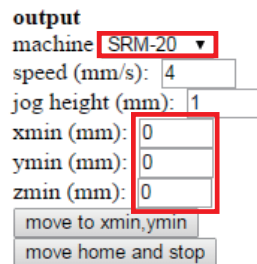 output
machine SRM-20
speed (mm/s): 4
jog height (mm): 1
xmin (mm): 0
ymin (mm): 0
zmin (mm): 0
move to xmin,ymin
move home and stop